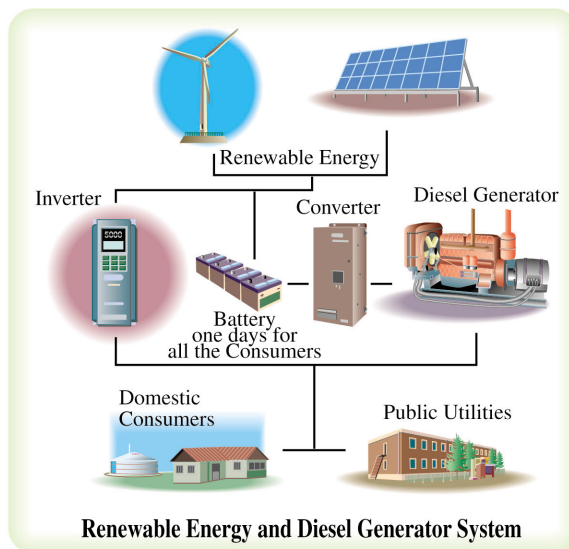 Renewable Energy
Inverter
Converter
Diesel Generator
5000
Battery
one days for
all the Consumers
Domestic
Consumers
Public Utilities
Renewable Energy and Diesel Generator System